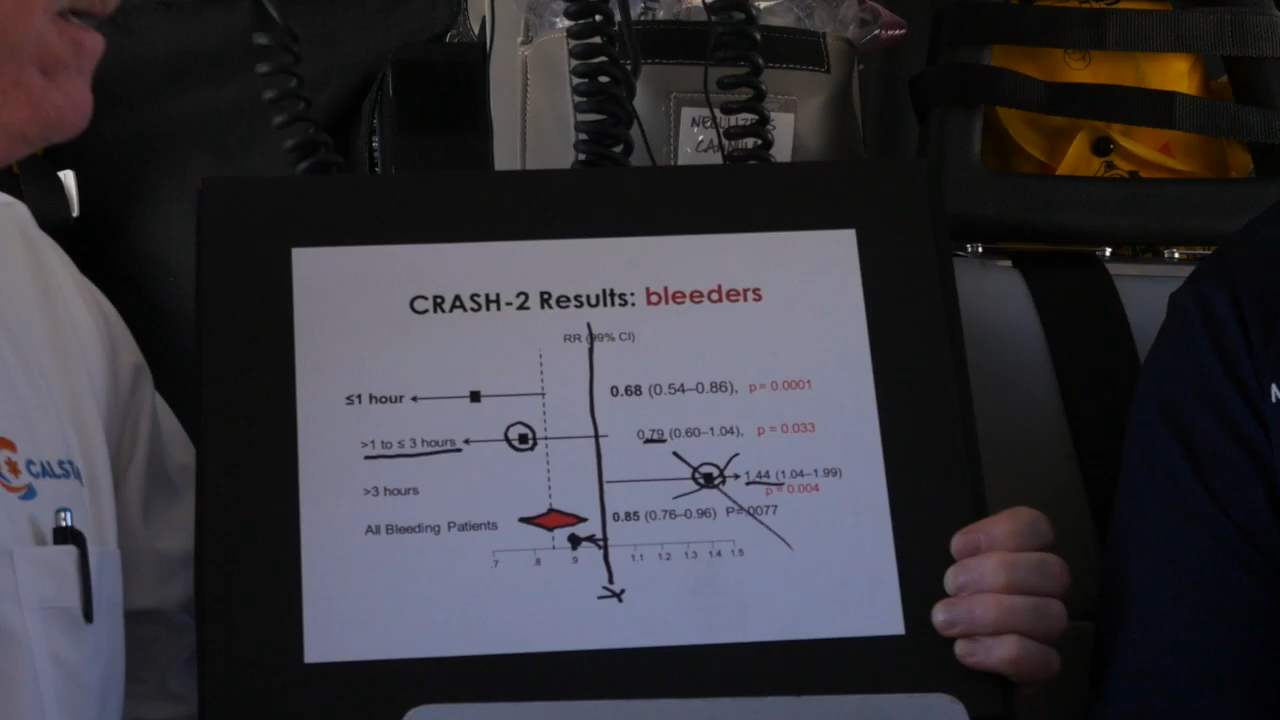 NEBULIZERS
CANNULA
CRASH-2 Results: bleeders
RR (99% CI)
≤1 hour 0.68 (0.54–0.86), p = 0.0001
>1 to ≤ 3 hours 0.79 (0.60–1.04), p = 0.033
>3 hours 1.44 (1.04–1.99)
p = 0.004
All Bleeding Patients 0.85 (0.76–0.96) P=.0077
.7 .8 .9 1.1 1.2 1.3 1.4 1.5